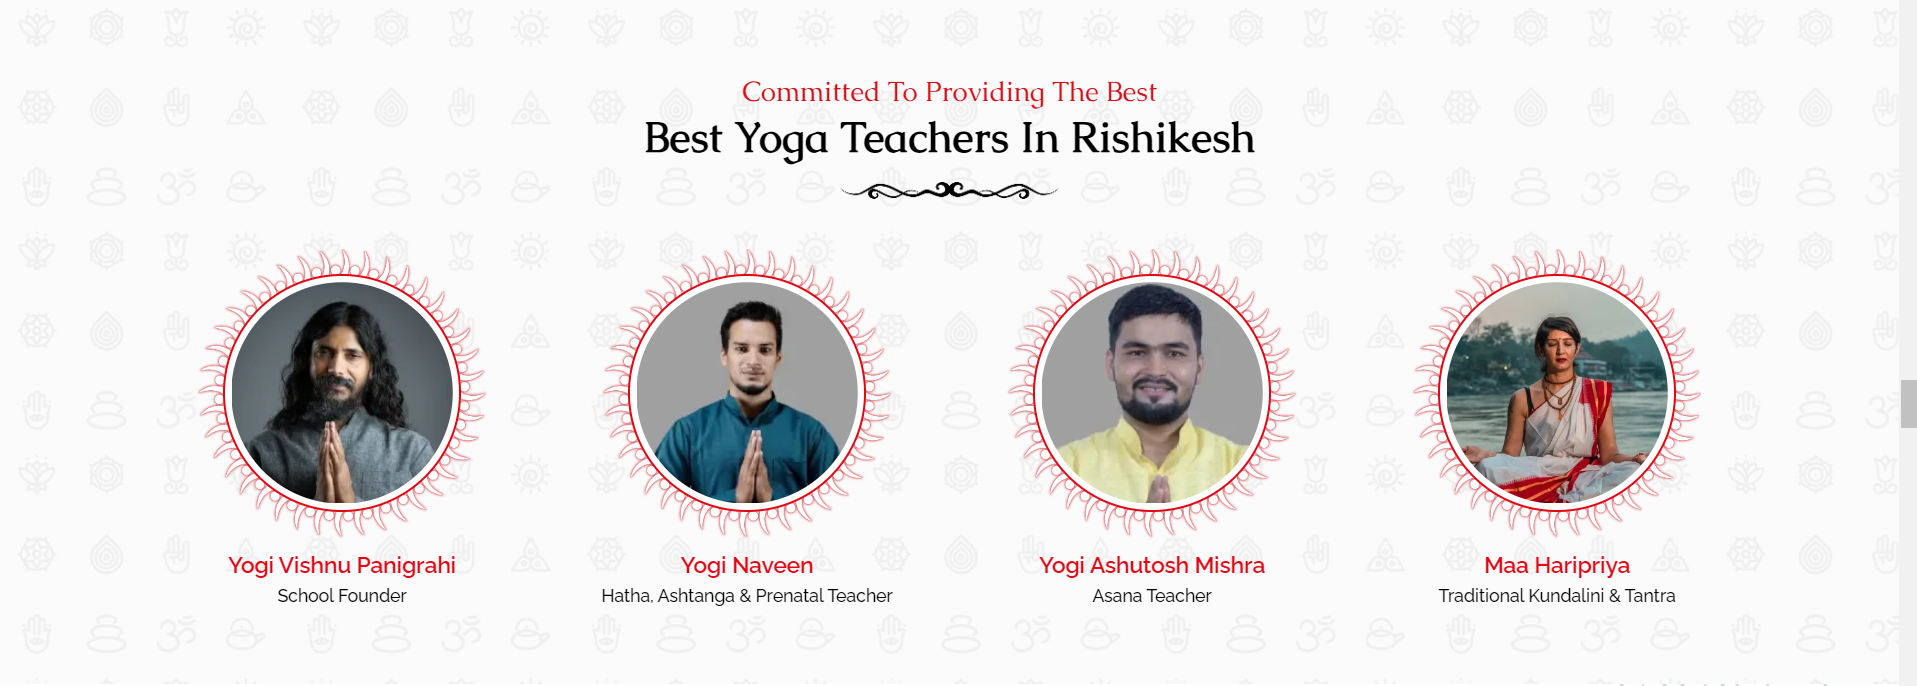 Committed To Providing The Best
Best Yoga Teachers In Rishikesh
Yogi Vishnu Panigrahi
School Founder
Yogi Naveen
Hatha, Ashtanga & Prenatal Teacher
Yogi Ashutosh Mishra
Asana Teacher
Maa Haripriya
Traditional Kundalini & Tantra